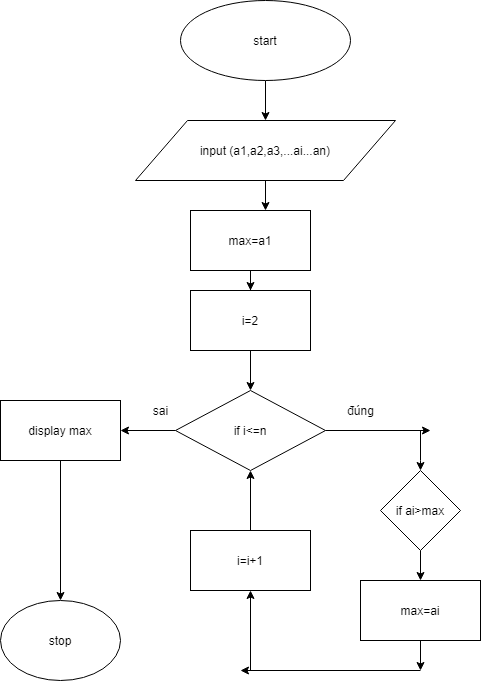 start
input (a1,a2,a3,...ai...an)
max=a1
i=2
sai
đúng
display max
if i<=n
if ai>max
i=i+1
max=ai
stop